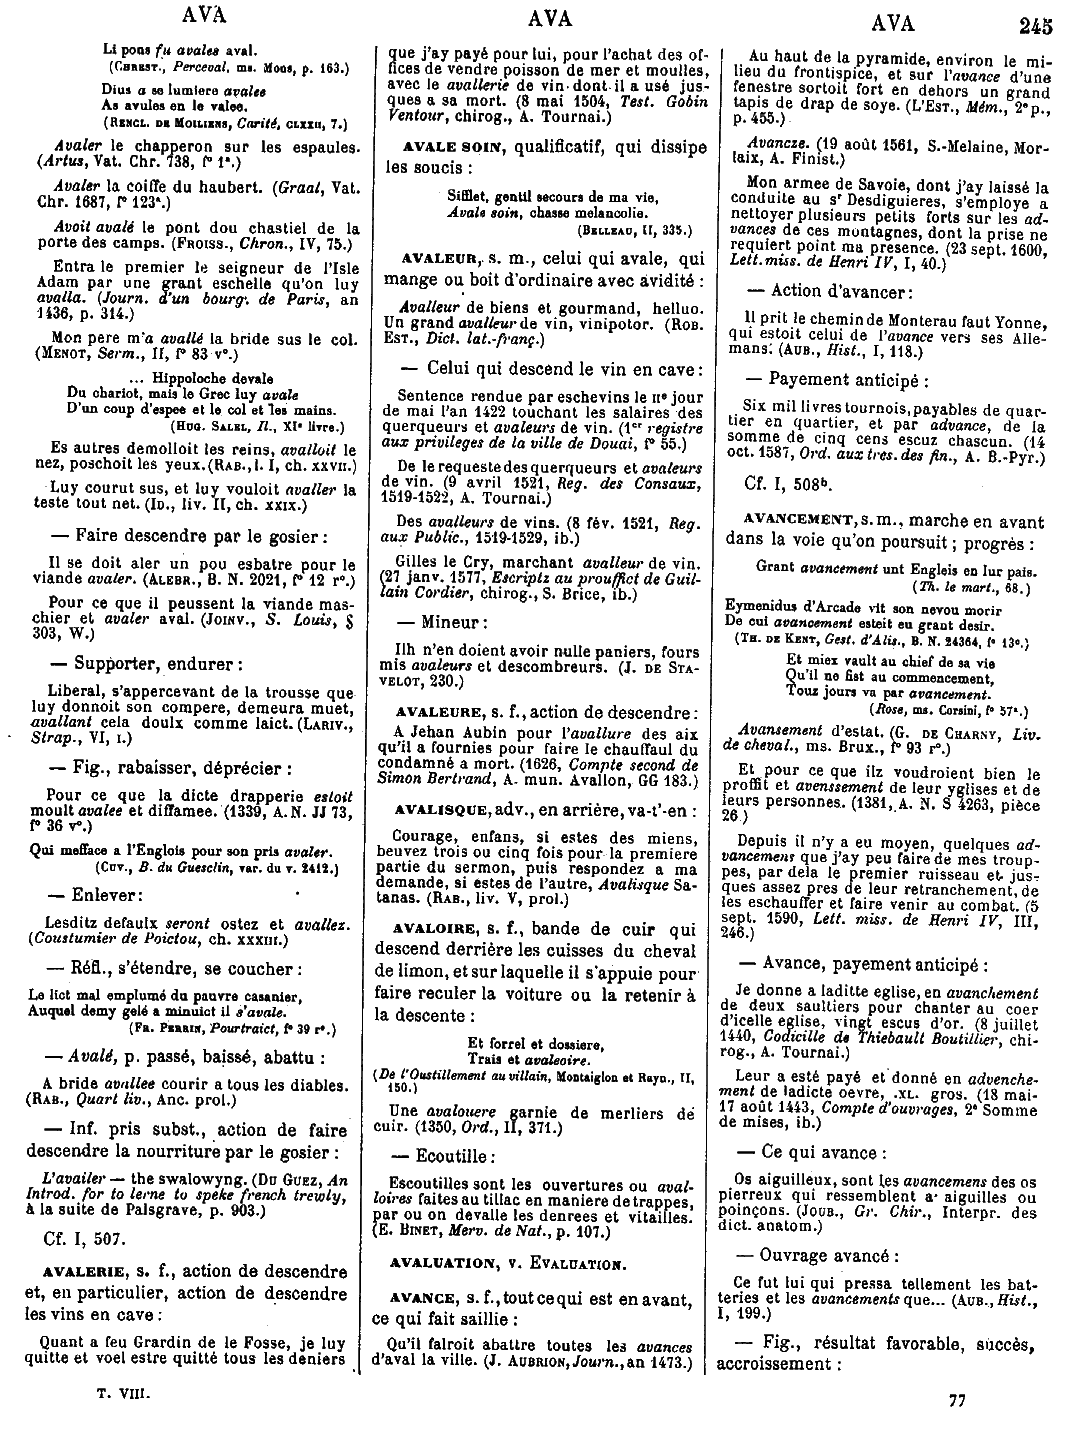 AVA
AVA
AVA
245
Li pons fu avales aval.
(CHREST., Perceval, ms. Mons, p. 163.)
Dius a se lumiere avalee
As avules en le valee.
(RENCL. DE MOILIENS, Carité, CLXXII, 7.)
Avaler le chapperon sur les espaules.
(Artus, Vat. Chr. 738, f° 1ª.)
Avaler la coiffe du haubert. (Graal, Vat.
Chr. 1687, f° 123ª.)
Avoit avalé le pont dou chastiel de la
porte des camps. (FROISS., Chron., IV, 75.)
Entra le premier le seigneur de l'Isle
Adam par une grant eschelle qu'on luy
avalla. (Journ. d'un bourg. de Paris, an
1436, p. 314.)
Mon pere m'a avallé la bride sus le col.
(MENOT, Serm., II, f° 83 v°.)
... Hippoloche devale
Du chariot, mais le Grec luy avale
D'un coup d'espee et le col et les mains.
(HUG. SALEL, Il., XIe livre.)
Es autres demolloit les reins, avalloit le
nez, poschoit les yeux. (RAB., l. I, ch. XXVII.)
Luy courut sus, et luy vouloit avaller la
teste tout net. (ID., liv. II, ch. XXIX.)
— Faire descendre par le gosier :
Il se doit aler un pou esbatre pour le
viande avaler. (ALEBR., B. N. 2021, f° 12 r°.)
Pour ce que il peussent la viande mas-
chier et avaler aval. (JOINV., S. Louis, §
303, W.)
— Supporter, endurer :
Liberal, s'appercevant de la trousse que
luy donnoit son compere, demeura muet,
avallant cela doulx comme laict. (LARIV.,
Strap., VI, I.)
— Fig., rabaisser, déprécier :
Pour ce que la dicte drapperie estoit
moult avalee et diffamee. (1339, A. N. JJ 73,
f° 36 v°.)
Qui mefface a l'Englois pour son pris avaler.
(CUV., B. du Guesclin, var. du v. 2412.)
— Enlever :
Lesditz defaulx seront ostez et avallez.
(Coustumier de Poictou, ch. XXXIII.)
— Réfl., s'étendre, se coucher :
Le lict mal emplumé du pauvre casanier,
Auquel demy gelé a minuict il s'avale.
(FR. PERRIN, Pourtraict, f° 39 r°.)
— Avalé, p. passé, baissé, abattu :
A bride avallee courir a tous les diables.
(RAB., Quart liv., Anc. prol.)
— Inf. pris subst., action de faire
descendre la nourriture par le gosier :
L'availer — the swalowyng. (DU GUEZ, An
Introd. for to lerne to speke french trewly,
à la suite de Palsgrave, p. 903.)
Cf. I, 507.
AVALERIE, s. f., action de descendre
et, en particulier, action de descendre
les vins en cave :
Quant a feu Grardin de le Fosse, je luy
quitte et voel estre quitté tous les deniers
T. VIII.
que j'ay payé pour lui, pour l'achat des of-
fices de vendre poisson de mer et moulles,
avec le avallerie de vin dont il a usé jus-
ques a sa mort. (8 mai 1504, Test. Gobin
Ventour, chirog., A. Tournai.)
AVALE SOIN, qualificatif, qui dissipe
les soucis :
Sifflet, gentil secours de ma vie,
Avale soin, chasse melancolie.
(BELLEAU, II, 335.)
AVALEUR, s. m., celui qui avale, qui
mange ou boit d'ordinaire avec avidité :
Avalleur de biens et gourmand, helluo.
Un grand avalleur de vin, vinipotor. (ROB.
EST., Dict. lat.-franç.)
— Celui qui descend le vin en cave :
Sentence rendue par eschevins le IIe jour
de mai l'an 1422 touchant les salaires des
querqueurs et avaleurs de vin. (1er registre
aux privileges de la ville de Douai, f° 55.)
De le requeste des querqueurs et avaleurs
de vin. (9 avril 1521, Reg. des Consaux,
1519-1522, A. Tournai.)
Des avalleurs de vins. (8 fév. 1521, Reg.
aux Public., 1519-1529, ib.)
Gilles le Cry, marchant avalleur de vin.
(27 janv. 1577, Escriptz au prouffict de Guil-
lain Cordier, chirog., S. Brice, ib.)
— Mineur :
Ilh n'en doient avoir nulle paniers, fours
mis avaleurs et descombreurs. (J. DE STA-
VELOT, 230.)
AVALEURE, s. f., action de descendre :
A Jehan Aubin pour l'avallure des aix
qu'il a fournies pour faire le chauffaul du
condamné a mort. (1626, Compte second de
Simon Bertrand, A. mun. Avallon, GG 183.)
AVALISQUE, adv., en arrière, va-t'-en :
Courage, enfans, si estes des miens,
beuvez trois ou cinq fois pour la premiere
partie du sermon, puis respondez a ma
demande, si estes de l'autre, Avalisque Sa-
tanas. (RAB., liv. V, prol.)
AVALOIRE, s. f., bande de cuir qui
descend derrière les cuisses du cheval
de limon, et sur laquelle il s'appuie pour
faire reculer la voiture ou la retenir à
la descente :
Et forrel et dossiere,
Trais et avaleoire.
(De l'Oustillement au villain, Montaiglon et Rayn., II,
150.)
Une avalouere garnie de merliers de
cuir. (1350, Ord., II, 371.)
— Ecoutille :
Escoutilles sont les ouvertures ou aval-
loires faites au tillac en maniere de trappes,
par ou on devalle les denrees et vitailles.
(E. BINET, Merv. de Nat., p. 107.)
AVALUATION, v. EVALUATION.
AVANCE, s. f., tout ce qui est en avant,
ce qui fait saillie :
Qu'il falroit abattre toutes les avances
d'aval la ville. (J. AUBRION, Journ., an 1473.)
Au haut de la pyramide, environ le mi-
lieu du frontispice, et sur l'avance d'une
fenestre sortoit fort en dehors un grand
tapis de drap de soye. (L'EST., Mém., 2e p.,
p. 455.)
Avancze. (19 août 1561, S.-Melaine, Mor-
laix, A. Finist.)
Mon armee de Savoie, dont j'ay laissé la
conduite au sr Desdiguieres, s'employe a
nettoyer plusieurs petits forts sur les ad-
vances de ces montagnes, dont la prise ne
requiert point ma presence. (23 sept. 1600,
Lett. miss. de Henri IV, I, 40.)
— Action d'avancer :
Il prit le chemin de Monterau faut Yonne,
qui estoit celui de l'avance vers ses Alle-
mans. (AUB., Hist., I, 118.)
— Payement anticipé :
Six mil livres tournois, payables de quar-
tier en quartier, et par advance, de la
somme de cinq cens escuz chascun. (14
oct. 1587, Ord. aux tres. des fin., A. B.-Pyr.)
Cf. I, 508b.
AVANCEMENT, s. m., marche en avant
dans la voie qu'on poursuit ; progrès :
Grant avancement unt Engleis en lur pais.
(Th. le mart., 68.)
Eymenidus d'Arcade vit son nevou morir
De cui avancement esteit eu grant desir.
(TH. DE KENT, Gest. d'Alis., B. N. 24364, f° 13°.)
Et miex vault au chief de sa vie
Qu'il ne fist au commencement,
Tous jours va par avancement.
(Rose, ms. Corsini, f° 57ª.)
Avansement d'estat. (G. DE CHARNY, Liv.
de cheval., ms. Brux., f° 93 r°.)
Et pour ce que ilz voudroient bien le
proffit et avenssement de leur yglises et de
leurs personnes. (1381, A. N. S 4263, pièce
26.)
Depuis il n'y a eu moyen, quelques ad-
vancemens que j'ay peu faire de mes troup-
pes, par dela le premier ruisseau et jus-
ques assez pres de leur retranchement, de
les eschauffer et faire venir au combat. (5
sept. 1590, Lett. miss. de Henri IV, III,
246.)
— Avance, payement anticipé :
Je donne a laditte eglise, en avanchement
de deux saultiers pour chanter au coer
d'icelle eglise, vingt escus d'or. (8 juillet
1440, Codicille de Thiebault Boutillier, chi-
rog., A. Tournai.)
Leur a esté payé et donné en advenche-
ment de ladicte oevre, .XL. gros. (18 mai-
17 août 1443, Compte d'ouvrages, 2e Somme
de mises, ib.)
— Ce qui avance :
Os aiguilleux, sont les avancemens des os
pierreux qui ressemblent a aiguilles ou
poinçons. (JOUB., Gr. Chir., Interpr. des
dict. anatom.)
— Ouvrage avancé :
Ce fut lui qui pressa tellement les bat-
teries et les avancements que... (AUB., Hist.,
I, 199.)
— Fig., résultat favorable, succès,
accroissement :
77